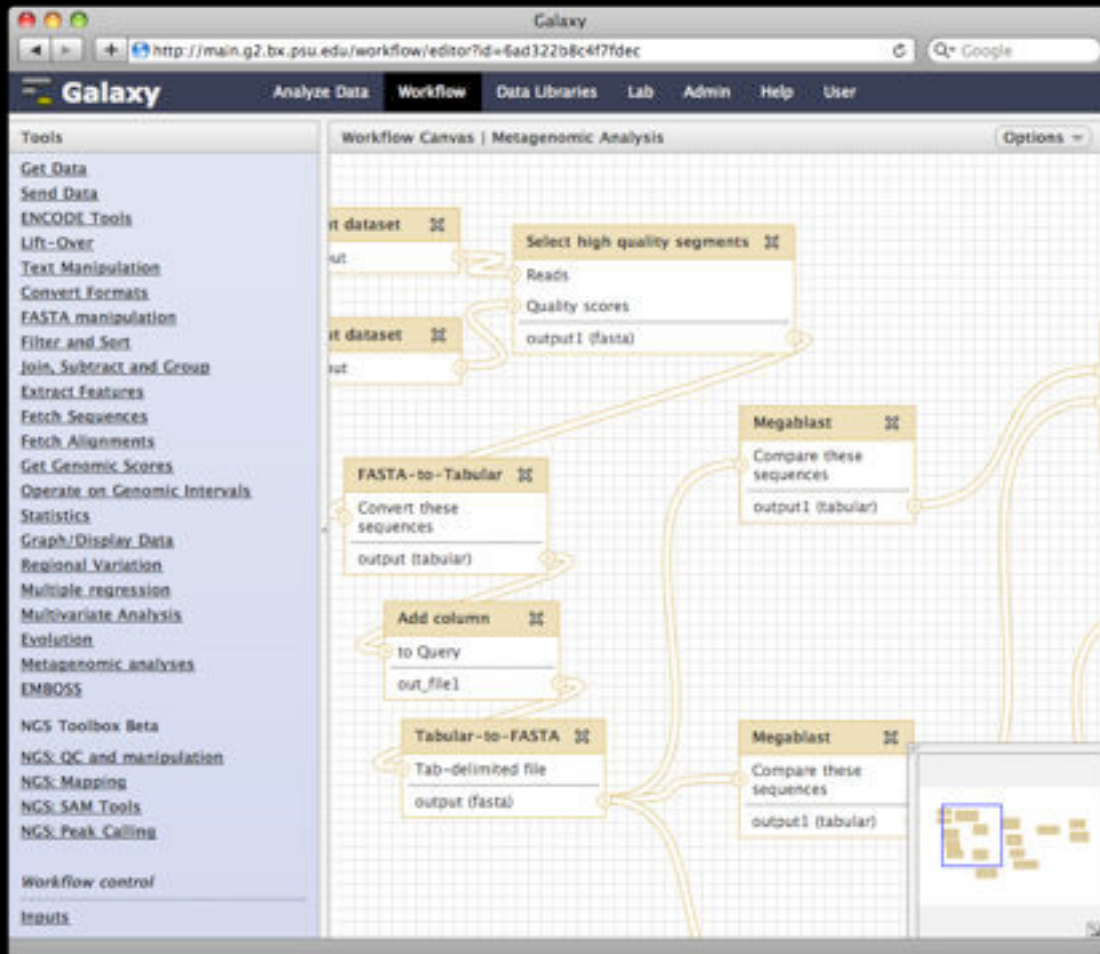 Galaxy
http://main.g2.bx.psu.edu/workflow/editor?id=6ad322b8c4f7fdec
Google
Galaxy
Analyze Data Workflow Data Libraries Lab Admin Help User
Tools
Workflow Canvas | Metagenomic Analysis
Options
Get Data
Send Data
ENCODE Tools
Lift-Over
Text Manipulation
Convert Formats
FASTA manipulation
Filter and Sort
Join, Subtract and Group
Extract Features
Fetch Sequences
Fetch Alignments
Get Genomic Scores
Operate on Genomic Intervals
Statistics
Graph/Display Data
Regional Variation
Multiple regression
Multivariate Analysis
Evolution
Metagenomic analyses
EMBOSS
NGS Toolbox Beta
NGS: QC and manipulation
NGS: Mapping
NGS: SAM Tools
NGS: Peak Calling
Workflow control
Inputs
t dataset
ut
t dataset
ut
Select high quality segments
Reads
Quality scores
output1 (fasta)
FASTA-to-Tabular
Convert these
sequences
output (tabular)
Add column
to Query
out_file1
Tabular-to-FASTA
Tab-delimited file
output (fasta)
Megablast
Compare these
sequences
output1 (tabular)
Megablast
Compare these
sequences
output1 (tabular)